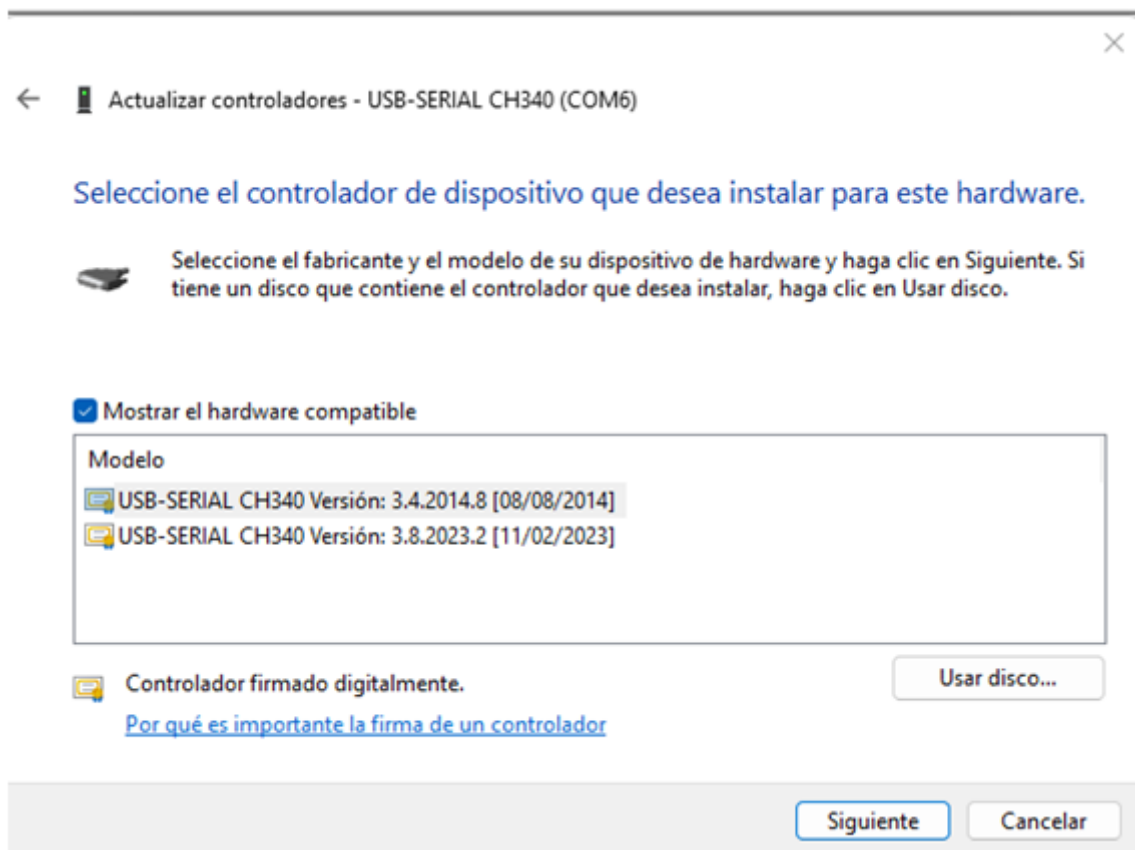 Actualizar controladores - USB-SERIAL CH340 (COM6)
Seleccione el controlador de dispositivo que desea instalar para este hardware.
Seleccione el fabricante y el modelo de su dispositivo de hardware y haga clic en Siguiente. Si
tiene un disco que contiene el controlador que desea instalar, haga clic en Usar disco.
Mostrar el hardware compatible
Modelo
USB-SERIAL CH340 Versión: 3.4.2014.8 [08/08/2014]
USB-SERIAL CH340 Versión: 3.8.2023.2 [11/02/2023]
Controlador firmado digitalmente.
Usar disco...
Por qué es importante la firma de un controlador
Siguiente
Cancelar